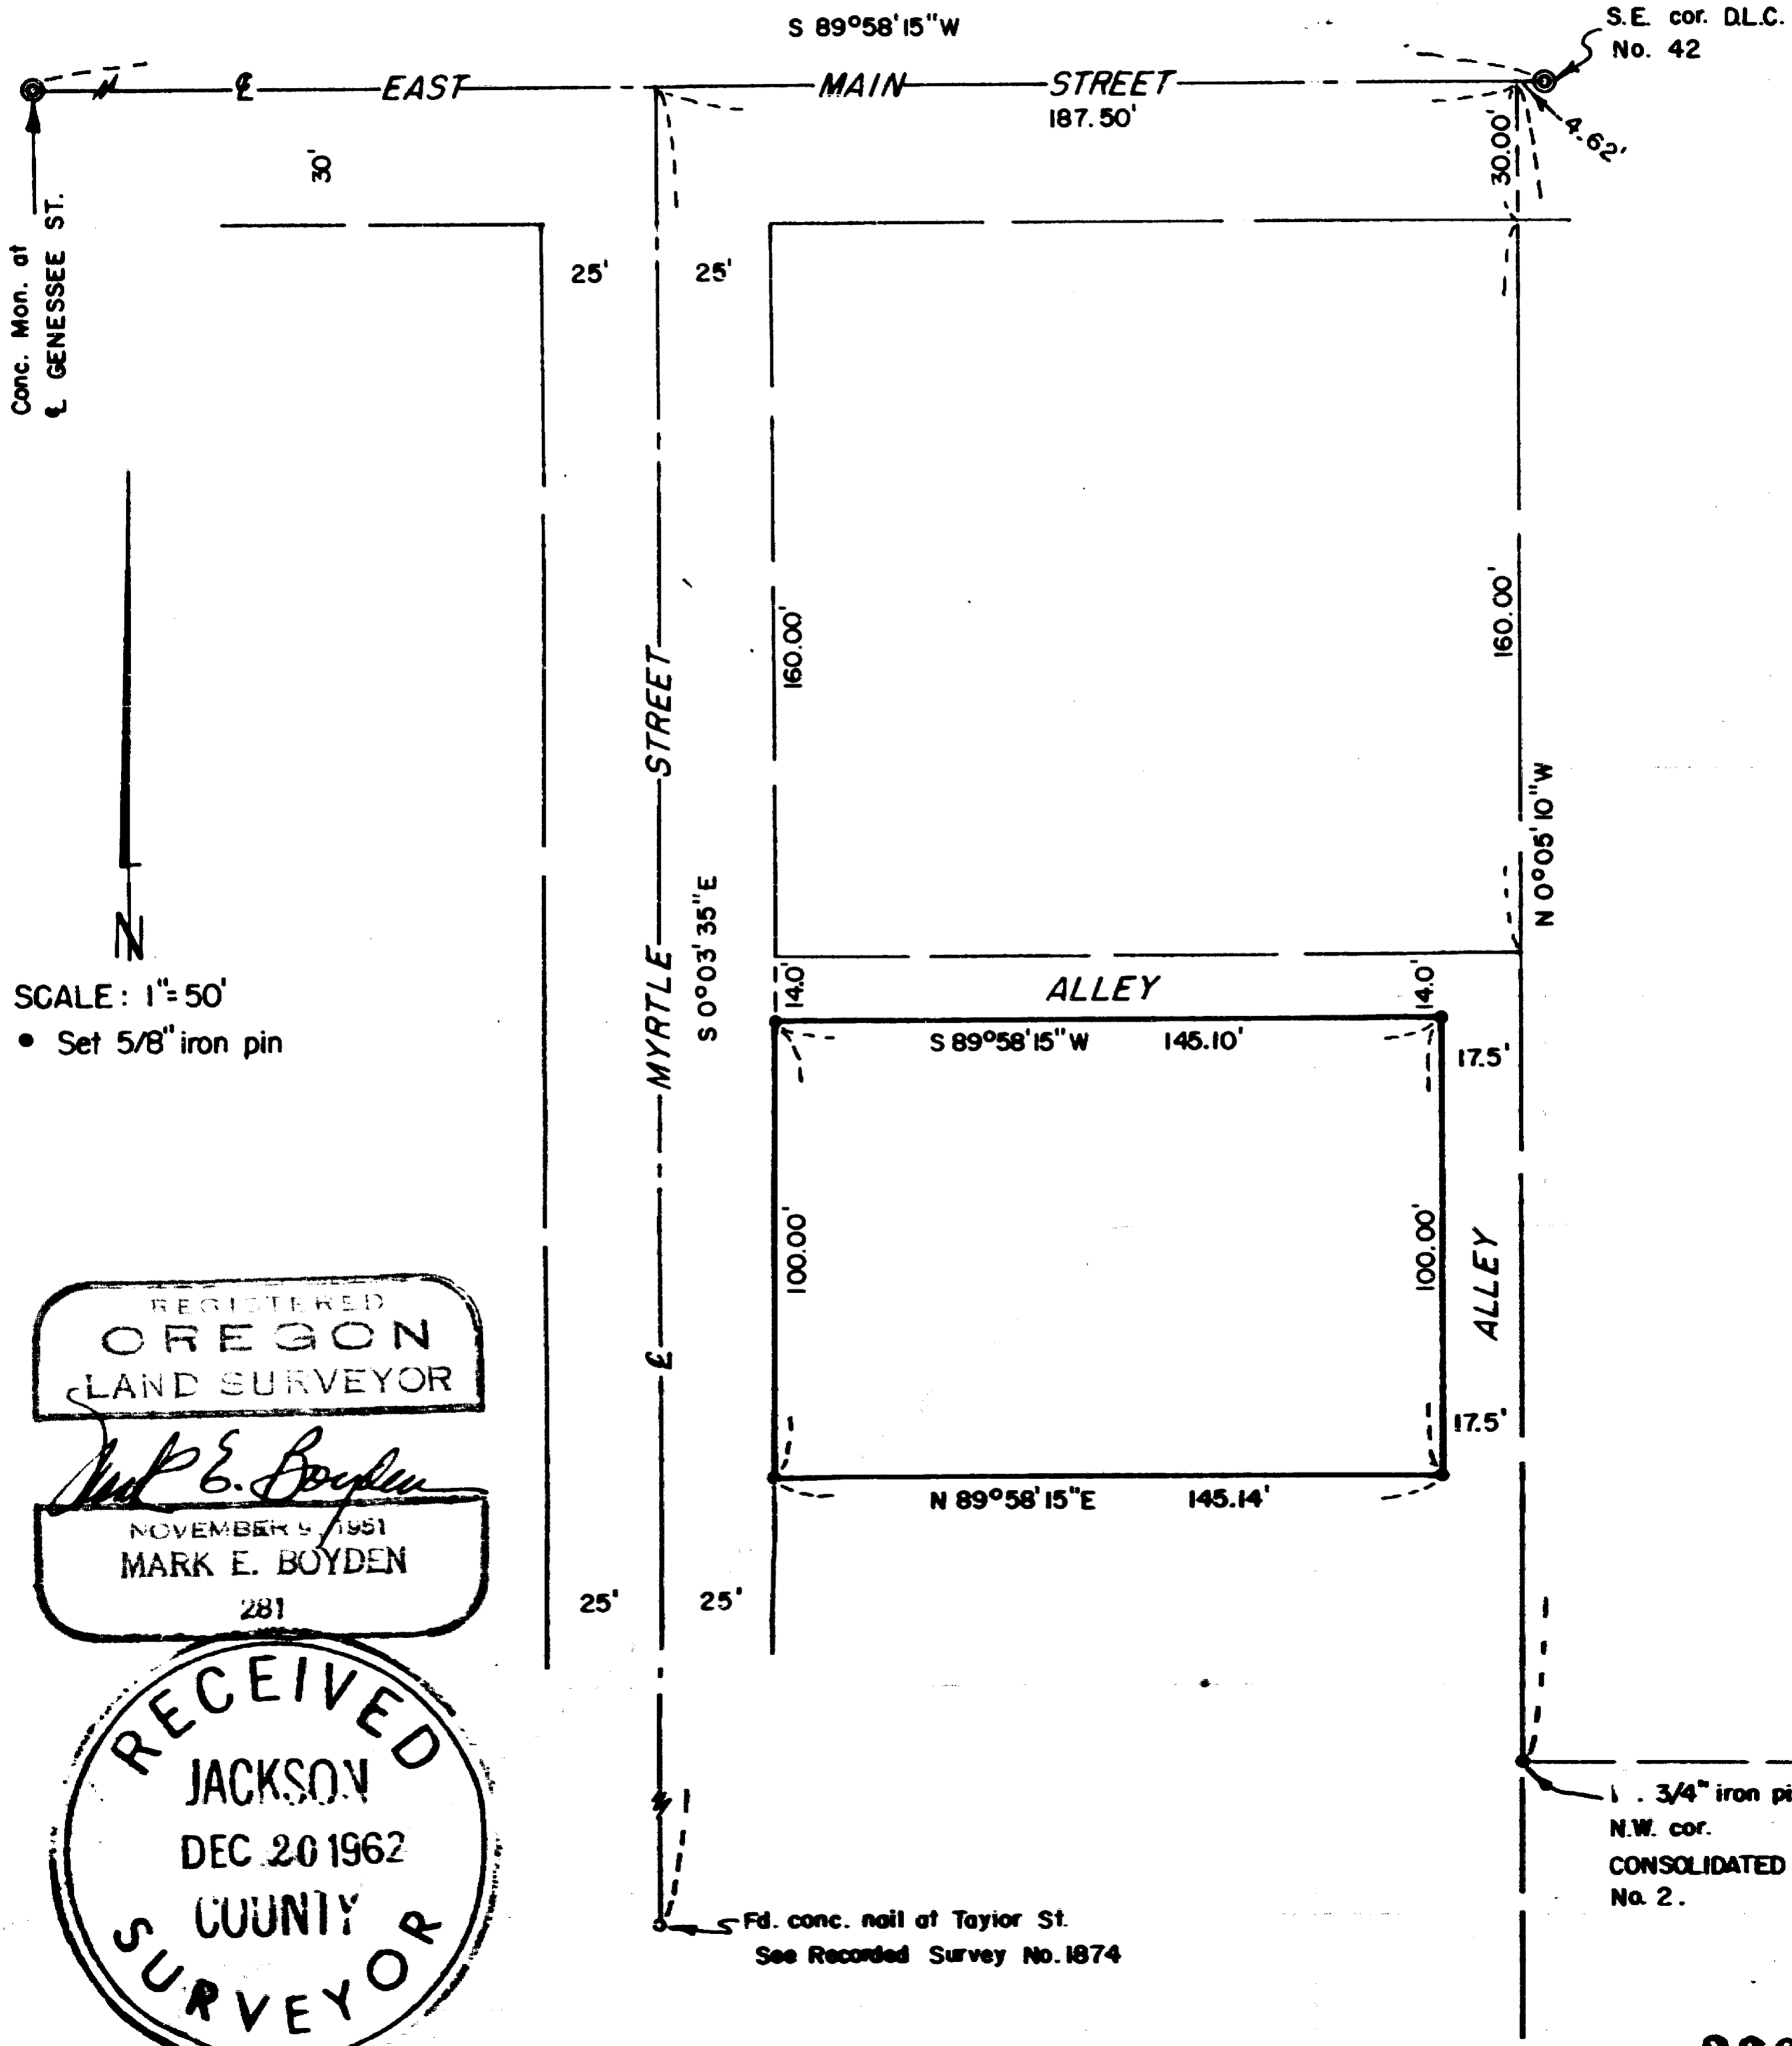 S 89°58'15"W
S.E. cor. D.L.C.
No. 42
℄ EAST MAIN STREET
187.50'
4.62'
30.00'
30'
Conc. Mon. at
℄ GENESSEE ST.
25' 25'
160.00'
160.00'
MYRTLE STREET
S 0°03'35"E
N 0°05'10"W
N
SCALE: 1"=50'
• Set 5/8" iron pin
14.0' ALLEY 14.0'
S 89°58'15"W 145.10'
17.5'
100.00'
100.00'
ALLEY
℄
17.5'
N 89°58'15"E 145.14'
25' 25'
REGISTERED
OREGON
LAND SURVEYOR
Mark E. Boyden
NOVEMBER 9, 1951
MARK E. BOYDEN
281
RECEIVED
JACKSON
DEC 20 1962
COUNTY
SURVEYOR
3/4" iron pi
N.W. cor.
CONSOLIDATED
No. 2.
Fd. conc. nail at Taylor St.
See Recorded Survey No. 1874